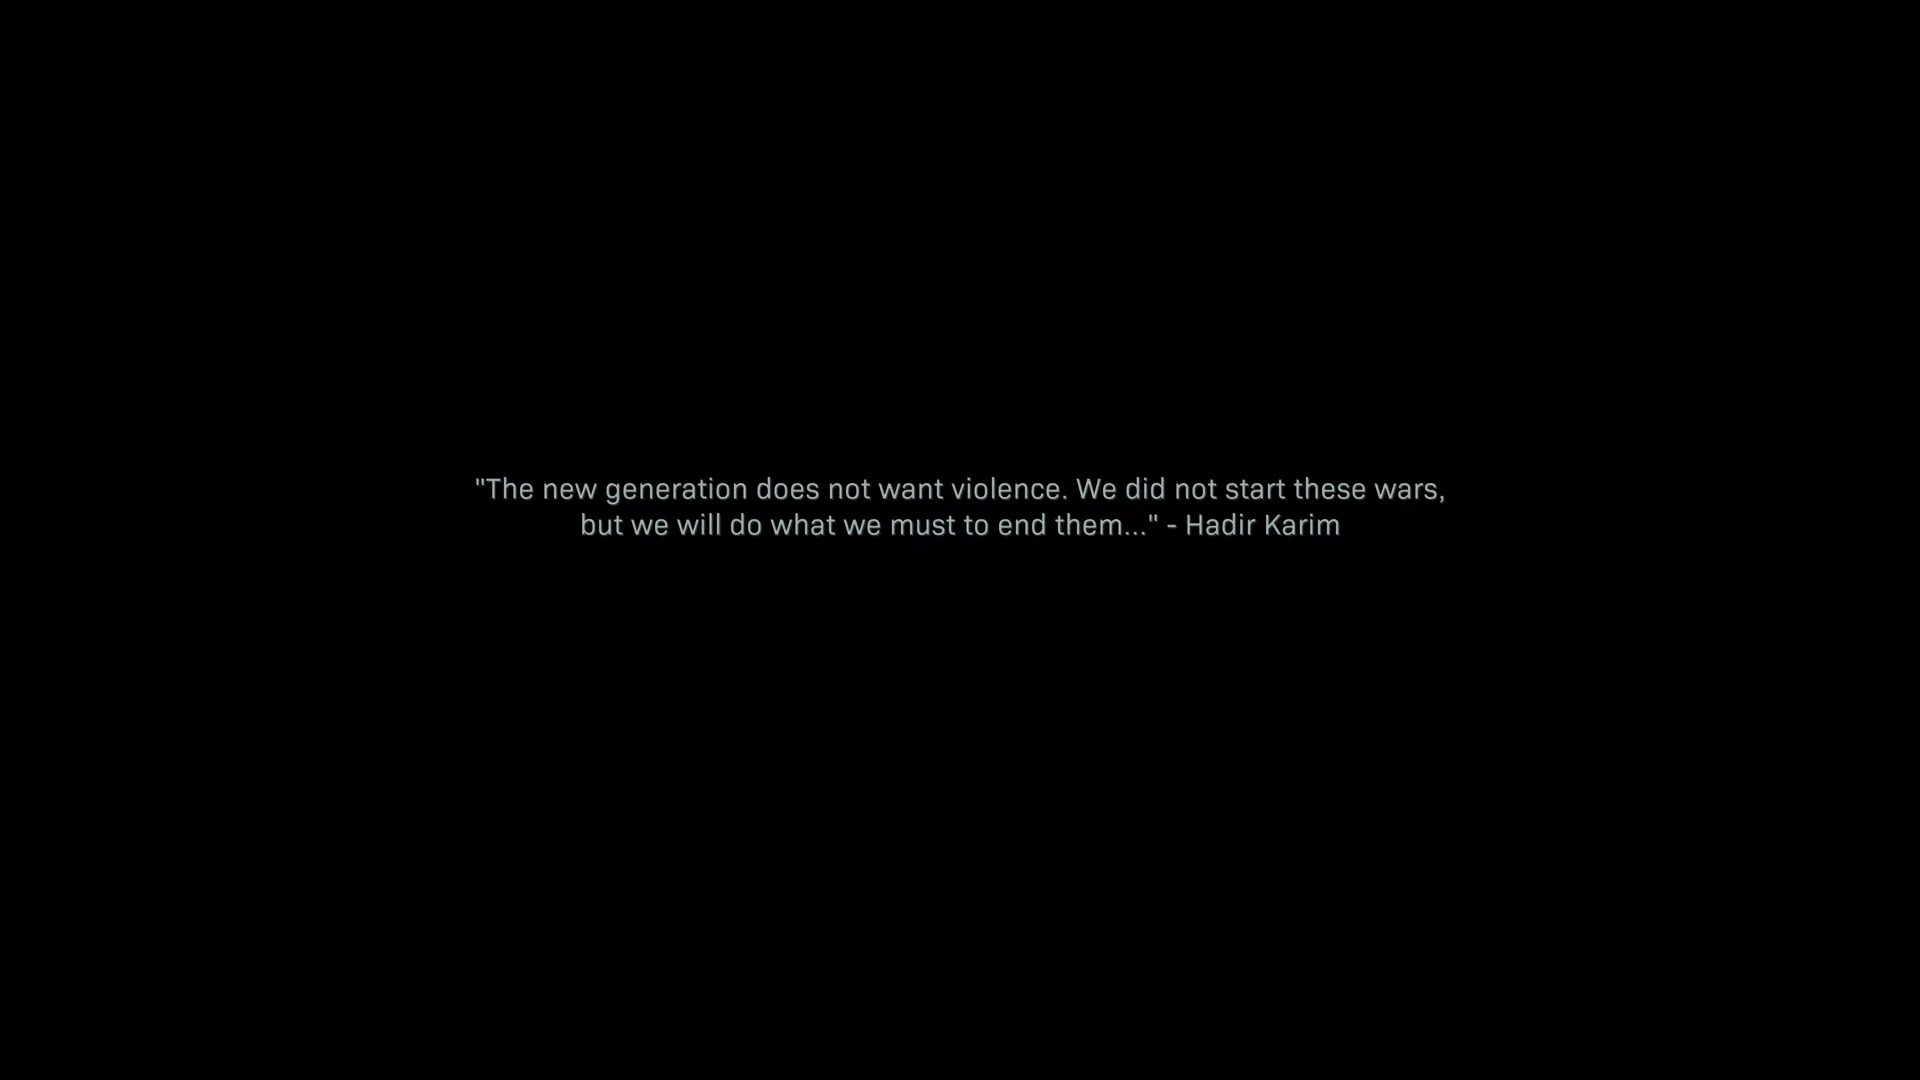 "The new generation does not want violence. We did not start these wars,
but we will do what we must to end them..." - Hadir Karim